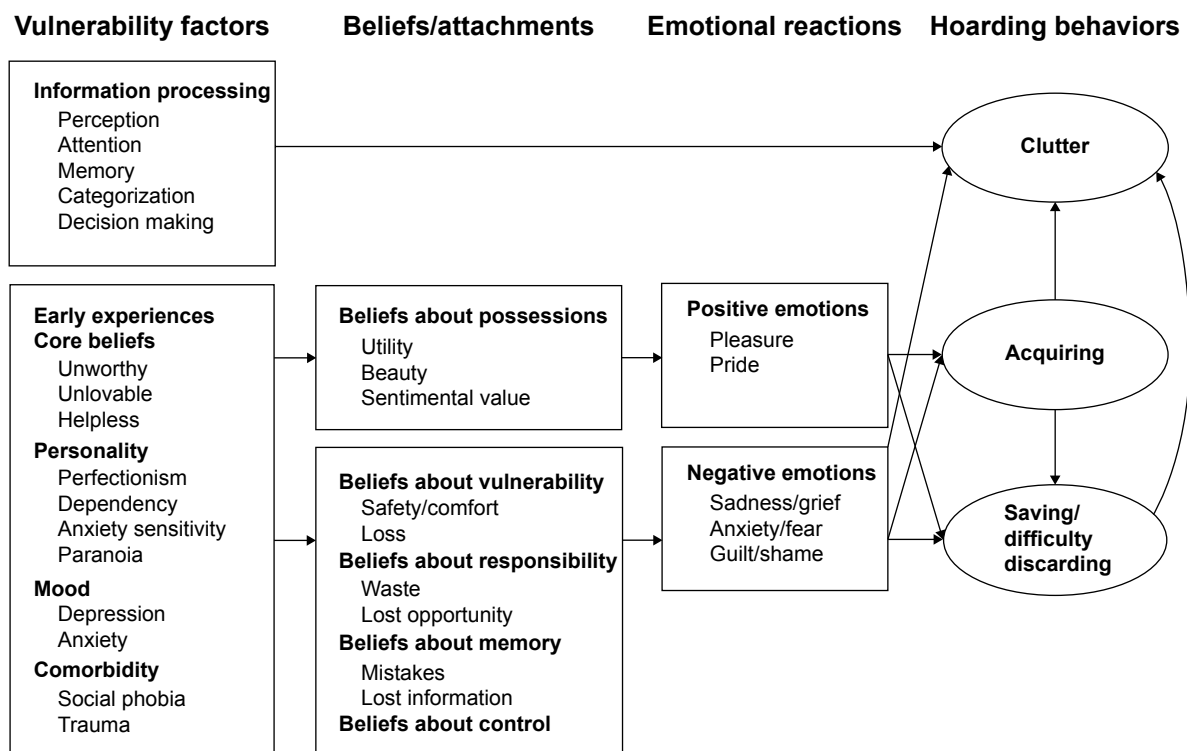 Vulnerability factors
Beliefs/attachments
Emotional reactions
Hoarding behaviors
Information processing
Perception
Attention
Memory
Categorization
Decision making
Early experiences
Core beliefs
Unworthy
Unlovable
Helpless
Personality
Perfectionism
Dependency
Anxiety sensitivity
Paranoia
Mood
Depression
Anxiety
Comorbidity
Social phobia
Trauma
Beliefs about possessions
Utility
Beauty
Sentimental value
Beliefs about vulnerability
Safety/comfort
Loss
Beliefs about responsibility
Waste
Lost opportunity
Beliefs about memory
Mistakes
Lost information
Beliefs about control
Positive emotions
Pleasure
Pride
Negative emotions
Sadness/grief
Anxiety/fear
Guilt/shame
Clutter
Acquiring
Saving/
difficulty
discarding